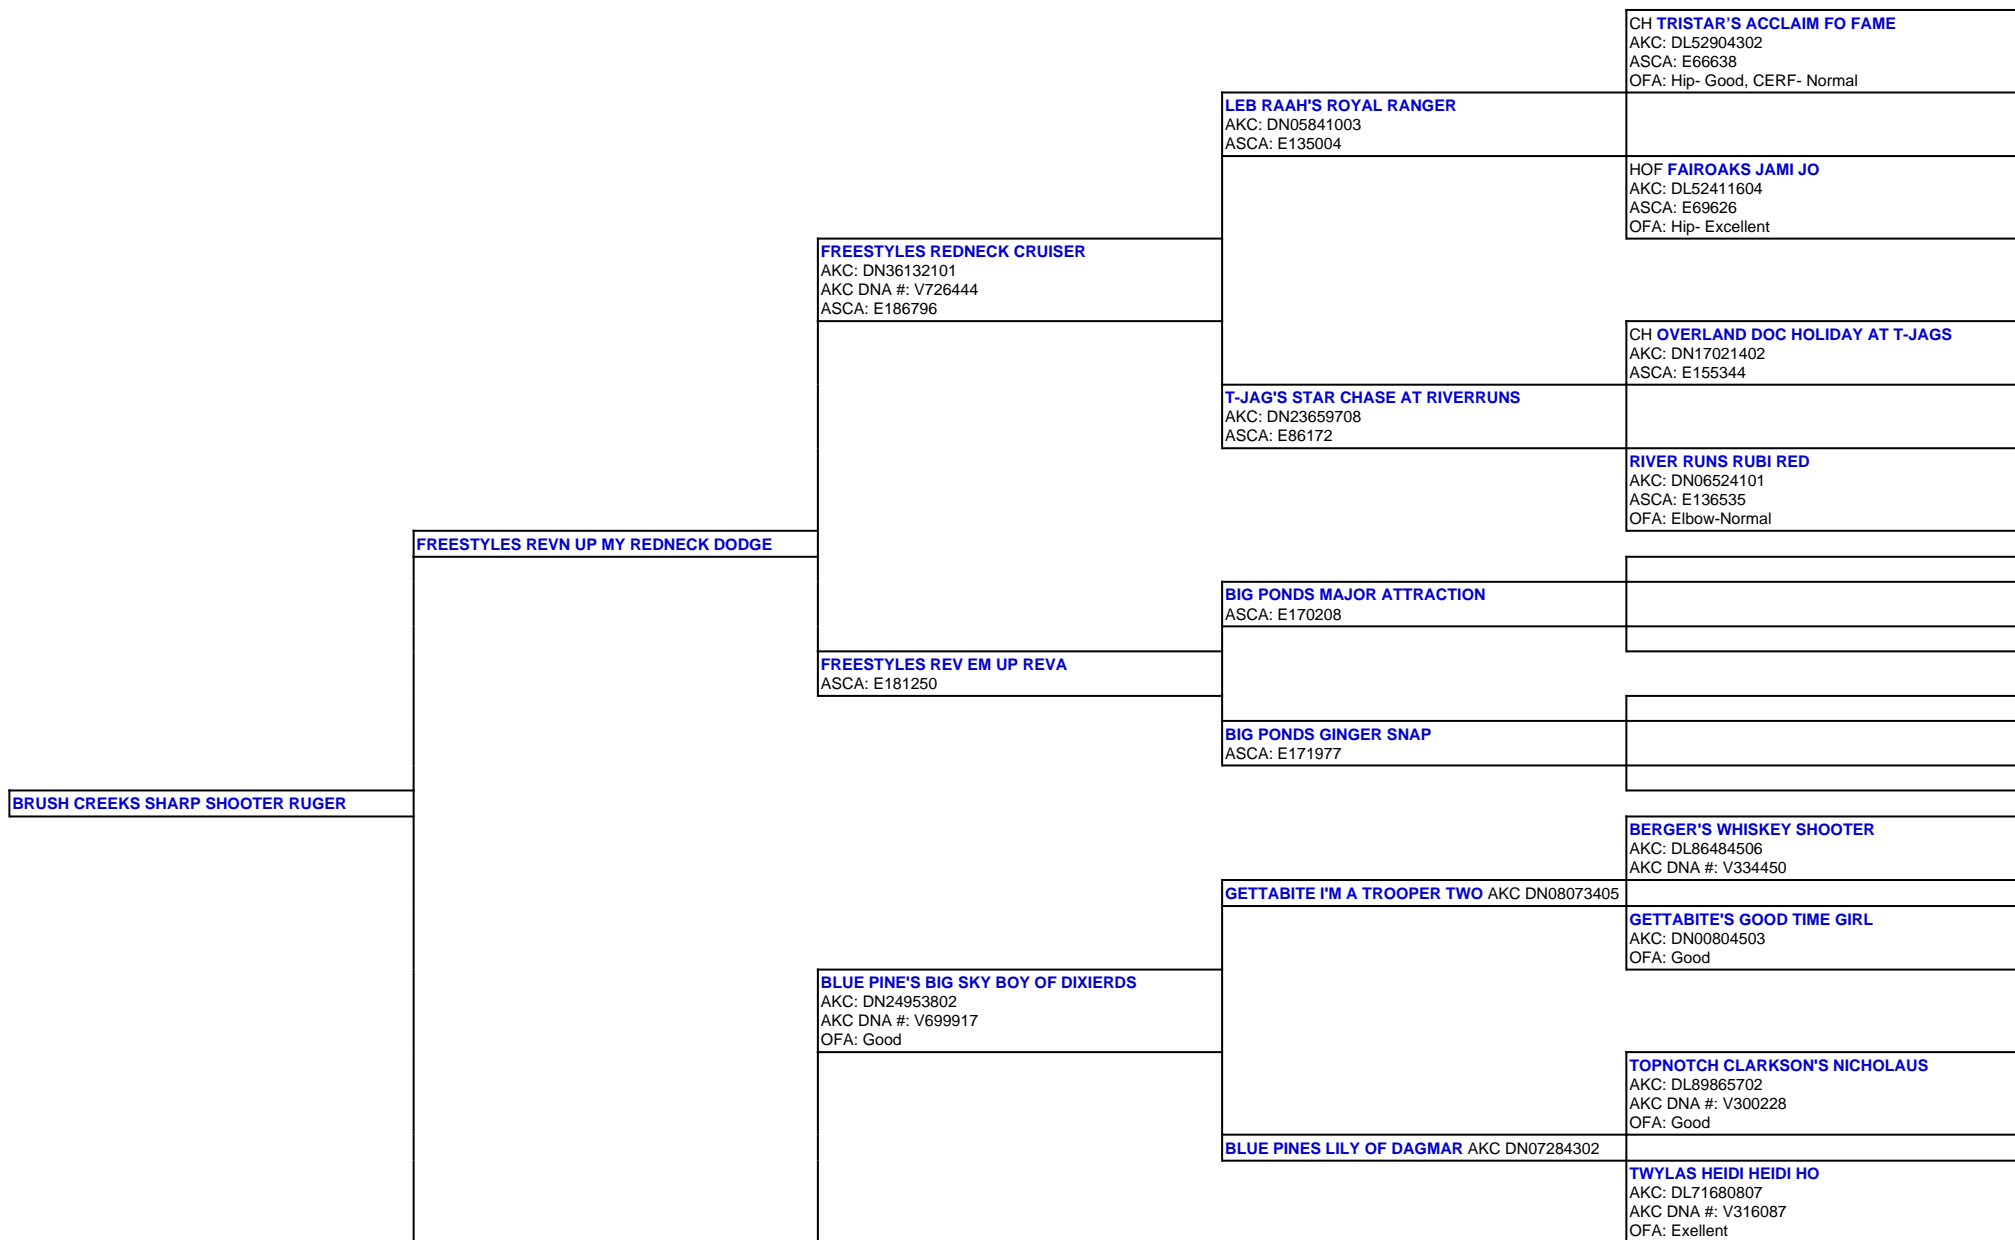 CH TRISTAR’S ACCLAIM FO FAME
AKC: DL52904302
ASCA: E66638
OFA: Hip- Good, CERF- Normal
LEB RAAH'S ROYAL RANGER
AKC: DN05841003
ASCA: E135004
HOF FAIROAKS JAMI JO
AKC: DL52411604
ASCA: E69626
OFA: Hip- Excellent
FREESTYLES REDNECK CRUISER
AKC: DN36132101
AKC DNA #: V726444
ASCA: E186796
CH OVERLAND DOC HOLIDAY AT T-JAGS
AKC: DN17021402
ASCA: E155344
T-JAG'S STAR CHASE AT RIVERRUNS
AKC: DN23659708
ASCA: E86172
RIVER RUNS RUBI RED
AKC: DN06524101
ASCA: E136535
OFA: Elbow-Normal
FREESTYLES REVN UP MY REDNECK DODGE
BIG PONDS MAJOR ATTRACTION
ASCA: E170208
FREESTYLES REV EM UP REVA
ASCA: E181250
BIG PONDS GINGER SNAP
ASCA: E171977
BRUSH CREEKS SHARP SHOOTER RUGER
BERGER'S WHISKEY SHOOTER
AKC: DL86484506
AKC DNA #: V334450
GETTABITE I'M A TROOPER TWO AKC DN08073405
GETTABITE'S GOOD TIME GIRL
AKC: DN00804503
OFA: Good
BLUE PINE'S BIG SKY BOY OF DIXIERDS
AKC: DN24953802
AKC DNA #: V699917
OFA: Good
TOPNOTCH CLARKSON'S NICHOLAUS
AKC: DL89865702
AKC DNA #: V300228
OFA: Good
BLUE PINES LILY OF DAGMAR AKC DN07284302
TWYLAS HEIDI HEIDI HO
AKC: DL71680807
AKC DNA #: V316087
OFA: Exellent